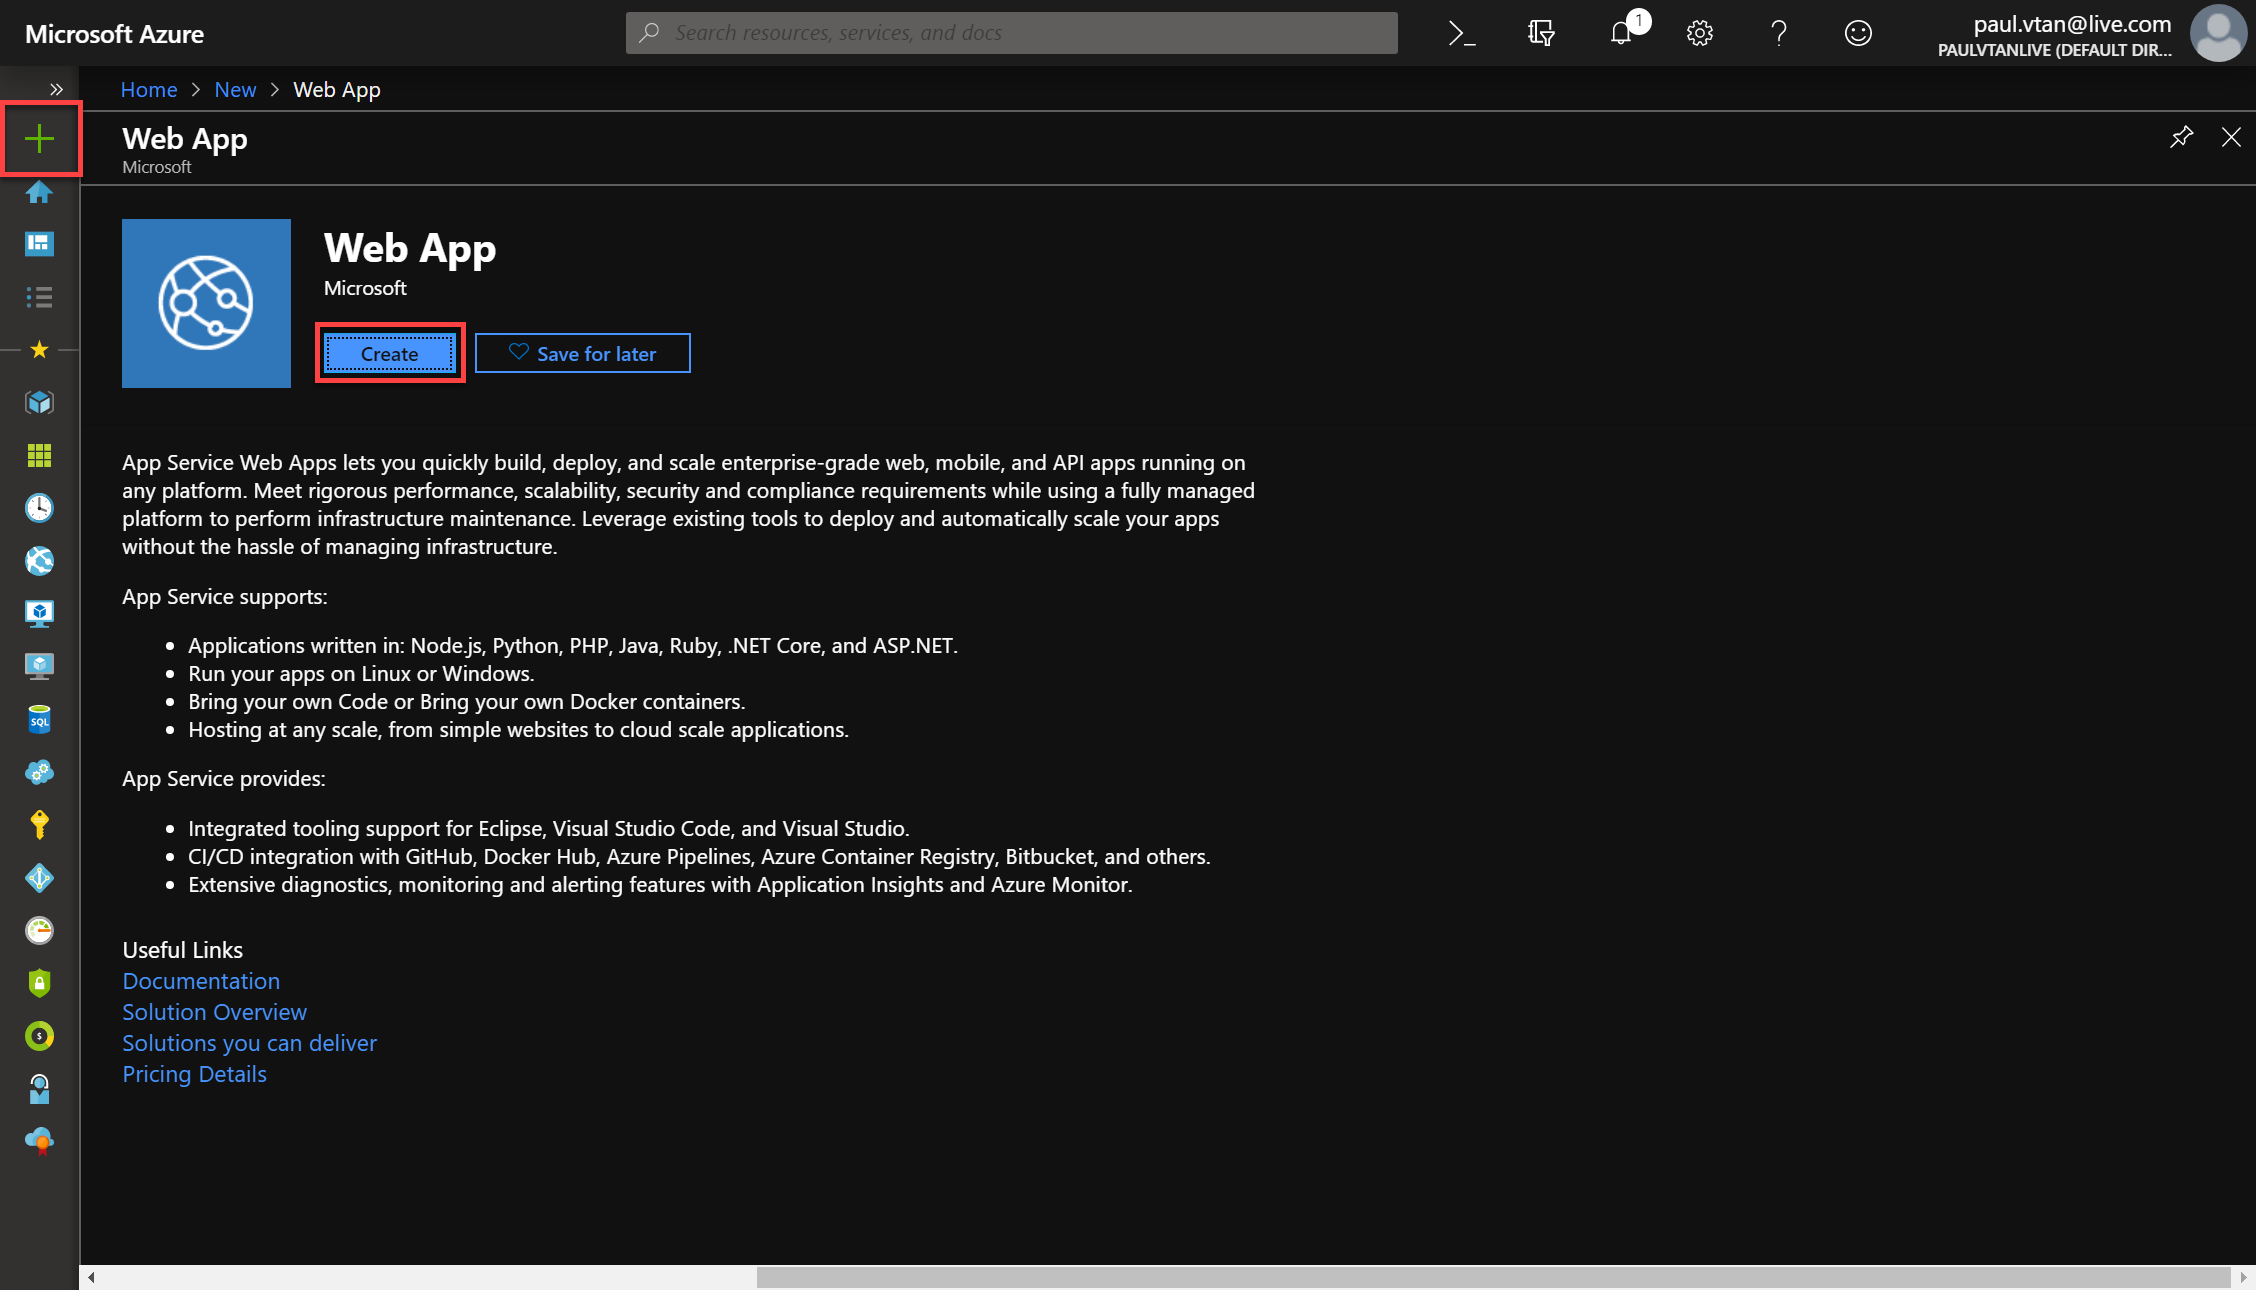 Microsoft Azure
Search resources, services, and docs
1
paul.vtan@live.com
PAULVTANLIVE (DEFAULT DIR...
Home > New > Web App
Web App
Microsoft
Web App
Microsoft
Create
Save for later
App Service Web Apps lets you quickly build, deploy, and scale enterprise-grade web, mobile, and API apps running on
any platform. Meet rigorous performance, scalability, security and compliance requirements while using a fully managed
platform to perform infrastructure maintenance. Leverage existing tools to deploy and automatically scale your apps
without the hassle of managing infrastructure.
App Service supports:
• Applications written in: Node.js, Python, PHP, Java, Ruby, .NET Core, and ASP.NET.
• Run your apps on Linux or Windows.
• Bring your own Code or Bring your own Docker containers.
• Hosting at any scale, from simple websites to cloud scale applications.
SQL
App Service provides:
• Integrated tooling support for Eclipse, Visual Studio Code, and Visual Studio.
• CI/CD integration with GitHub, Docker Hub, Azure Pipelines, Azure Container Registry, Bitbucket, and others.
• Extensive diagnostics, monitoring and alerting features with Application Insights and Azure Monitor.
Useful Links
Documentation
Solution Overview
Solutions you can deliver
Pricing Details